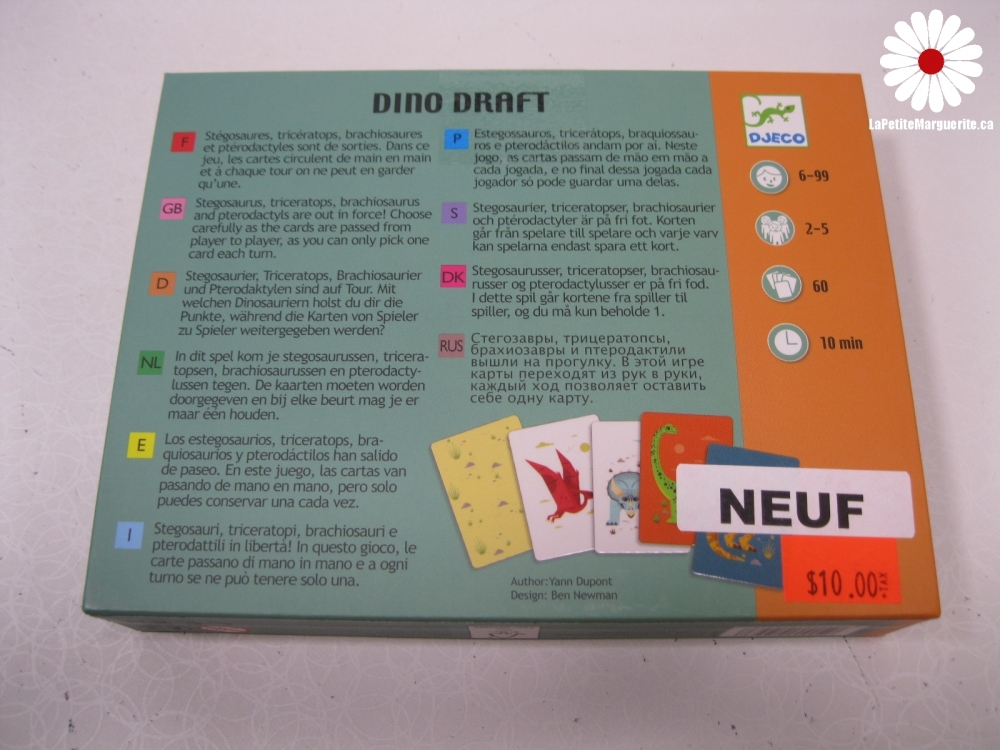 LaPetiteMarguerite.ca
DINO DRAFT
F
Stégosaures, tricératops, brachiosaures
et ptérodactyles sont de sorties. Dans ce
jeu, les cartes circulent de main en main
et à chaque tour on ne peut en garder
qu'une.
GB
Stegosaurus, triceratops, brachiosaurus
and pterodactyls are out in force! Choose
carefully as the cards are passed from
player to player, as you can only pick one
card each turn.
D
Stegosaurier, Triceratops, Brachiosaurier
und Pterodaktylen sind auf Tour. Mit
welchen Dinosauriern holst du dir die
Punkte, während die Karten von Spieler
zu Spieler weitergegeben werden?
NL
In dit spel kom je stegosaurussen, tricera-
topsen, brachiosaurussen en pterodacty-
lussen tegen. De kaarten moeten worden
doorgegeven en bij elke beurt mag je er
maar één houden.
E
Los estegosaurios, triceratops, bra-
quiosaurios y pterodáctilos han salido
de paseo. En este juego, las cartas van
pasando de mano en mano, pero solo
puedes conservar una cada vez.
I
Stegosauri, triceratopi, brachiosauri e
pterodattili in libertà! In questo gioco, le
carte passano di mano in mano e a ogni
turno se ne può tenere solo una.
P
Estegossauros, tricerátops, braquiossau-
ros e pterodáctilos andam por aí. Neste
jogo, as cartas passam de mão em mão a
cada jogada, e no final dessa jogada cada
jogador só pode guardar uma delas.
S
Stegosaurier, triceratopser, brachiosaurier
och ptérodactyler är på fri fot. Korten
går från spelare till spelare och varje varv
kan spelarna endast spara ett kort.
DK
Stegosaurusser, triceratopser, brachiosau-
russer og pterodactylusser er på fri fod.
I dette spil går kortene fra spiller til
spiller, og du må kun beholde 1.
RUS
Стегозавры, трицератопсы,
брахиозавры и птеродактили
вышли на прогулку. В этой игре
карты переходят из рук в руки,
каждый ход позволяет оставить
себе одну карту.
Author: Yann Dupont
Design: Ben Newman
DJECO
6-99
2-5
60
10 min
NEUF
$10.00+TAX